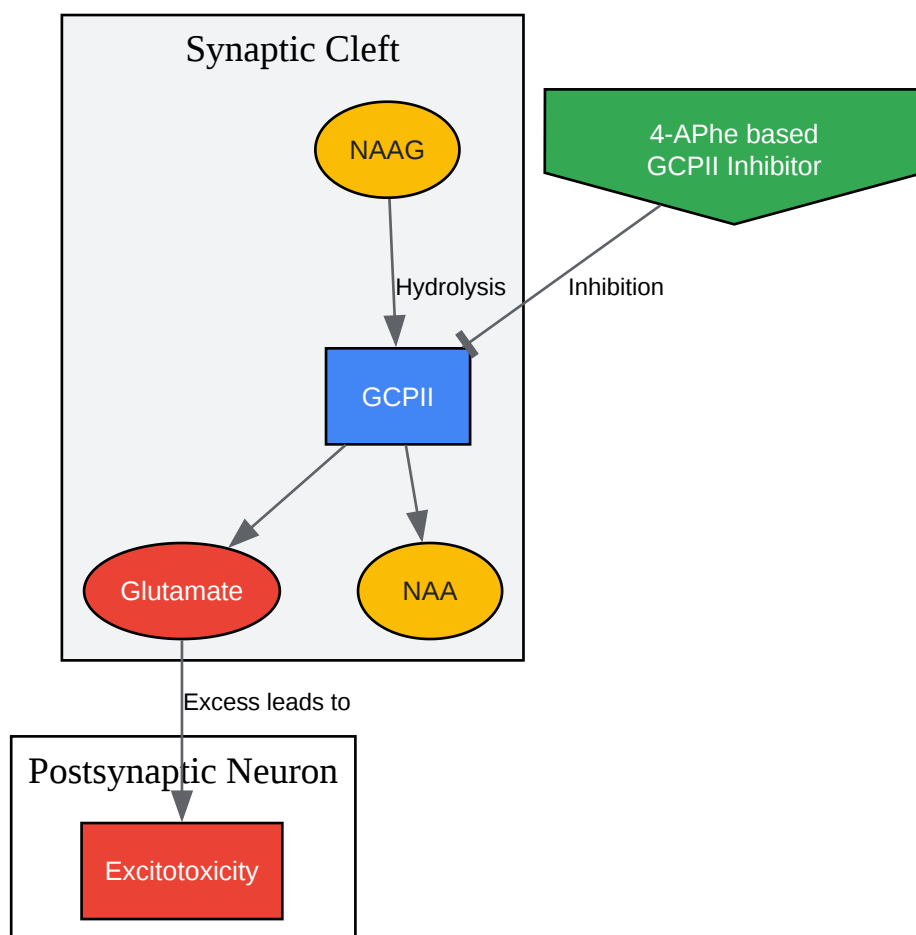 Synaptic Cleft
NAAG
4-APhe based
GCPII Inhibitor
Hydrolysis
Inhibition
GCPII
Glutamate
NAA
Excess leads to
Postsynaptic Neuron
Excitotoxicity